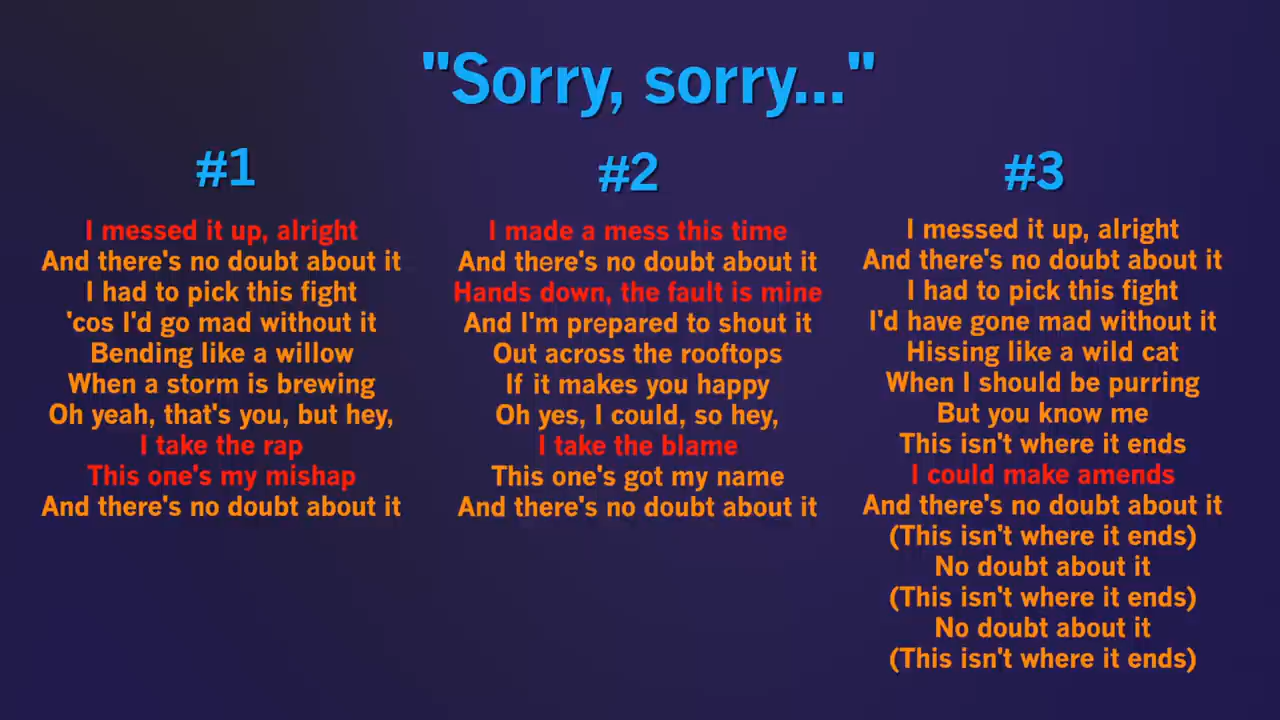 "Sorry, sorry..."
#1
I messed it up, alright
And there's no doubt about it
I had to pick this fight
'cos I'd go mad without it
Bending like a willow
When a storm is brewing
Oh yeah, that's you, but hey,
I take the rap
This one's my mishap
And there's no doubt about it
#2
I made a mess this time
And there's no doubt about it
Hands down, the fault is mine
And I'm prepared to shout it
Out across the rooftops
If it makes you happy
Oh yes, I could, so hey,
I take the blame
This one's got my name
And there's no doubt about it
#3
I messed it up, alright
And there's no doubt about it
I had to pick this fight
I'd have gone mad without it
Hissing like a wild cat
When I should be purring
But you know me
This isn't where it ends
I could make amends
And there's no doubt about it
(This isn't where it ends)
No doubt about it
(This isn't where it ends)
No doubt about it
(This isn't where it ends)